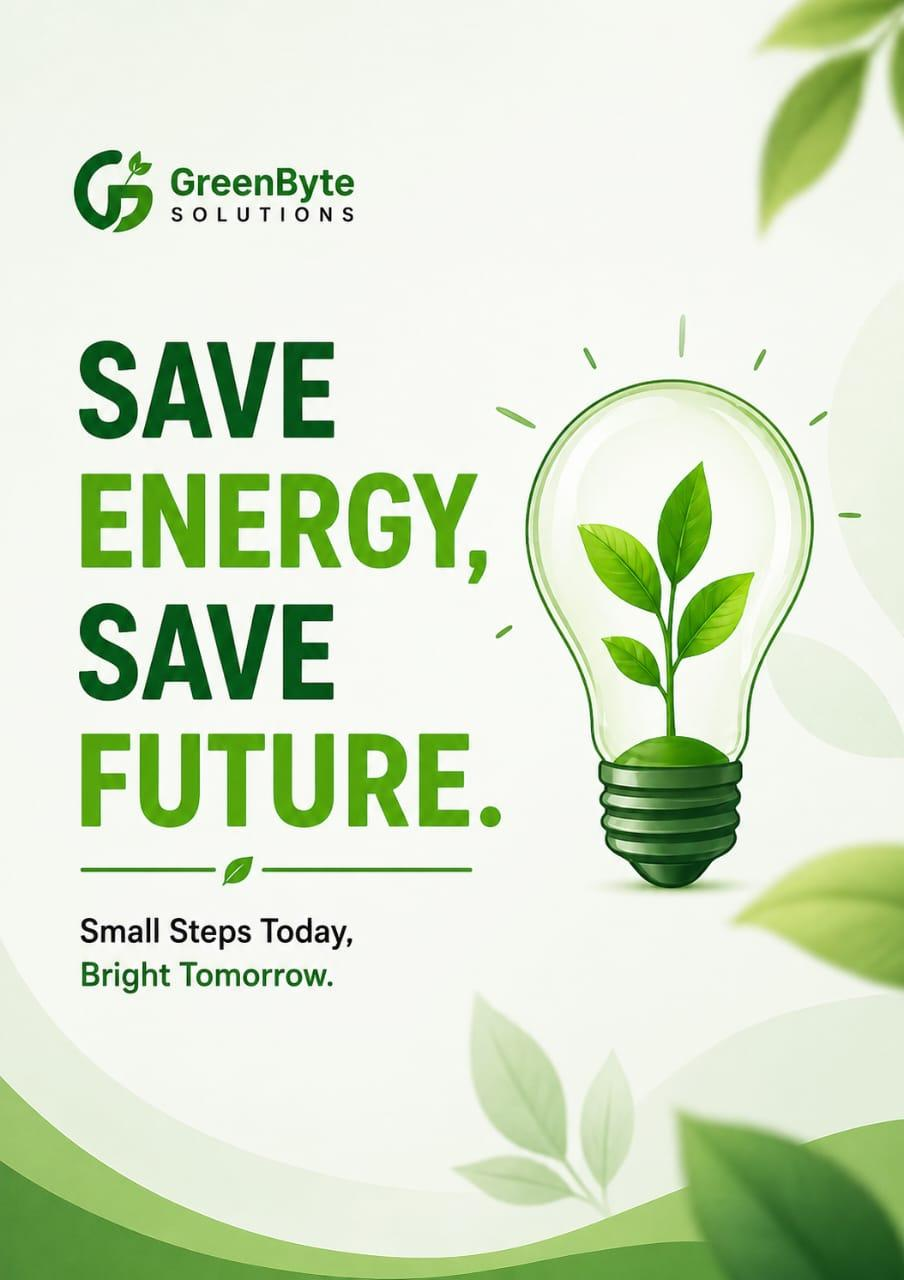 GreenByte
SOLUTIONS
SAVE
ENERGY,
SAVE
FUTURE.
Small Steps Today,
Bright Tomorrow.